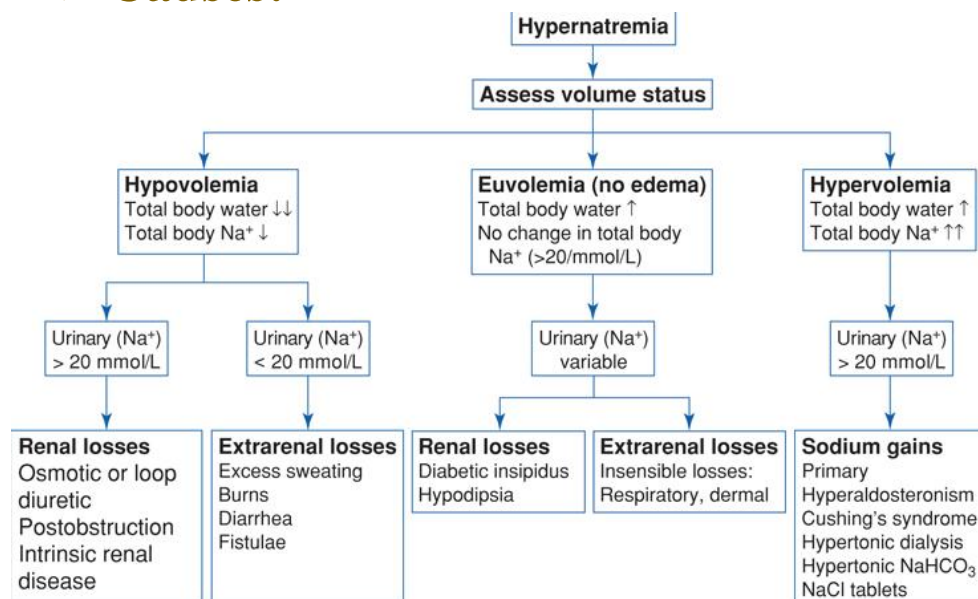 Hypernatremia
Assess volume status
Hypovolemia
Total body water ↓↓
Total body Na⁺ ↓
Euvolemia (no edema)
Total body water ↑
No change in total body
Na⁺ (>20/mmol/L)
Hypervolemia
Total body water ↑
Total body Na⁺ ↑↑
Urinary (Na⁺)
> 20 mmol/L
Urinary (Na⁺)
< 20 mmol/L
Urinary (Na⁺)
variable
Urinary (Na⁺)
> 20 mmol/L
Renal losses
Osmotic or loop
diuretic
Postobstruction
Intrinsic renal
disease
Extrarenal losses
Excess sweating
Burns
Diarrhea
Fistulae
Renal losses
Diabetic insipidus
Hypodipsia
Extrarenal losses
Insensible losses:
Respiratory, dermal
Sodium gains
Primary
Hyperaldosteronism
Cushing's syndrome
Hypertonic dialysis
Hypertonic NaHCO₃
NaCl tablets